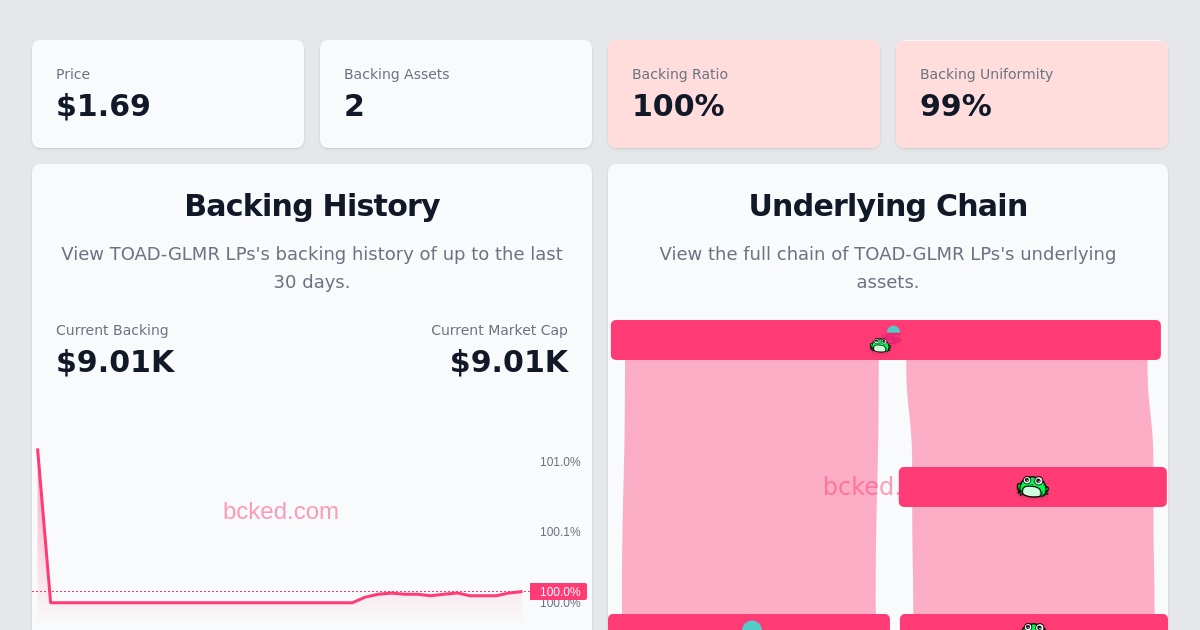 Price
$1.69
Backing Assets
2
Backing Ratio
100%
Backing Uniformity
99%
Backing History
View TOAD-GLMR LPs's backing history of up to the last
30 days.
Current Backing
$9.01K
Current Market Cap
$9.01K
101.0%
100.1%
100.0%
100.0%
bcked.com
Underlying Chain
View the full chain of TOAD-GLMR LPs's underlying
assets.
bcked.